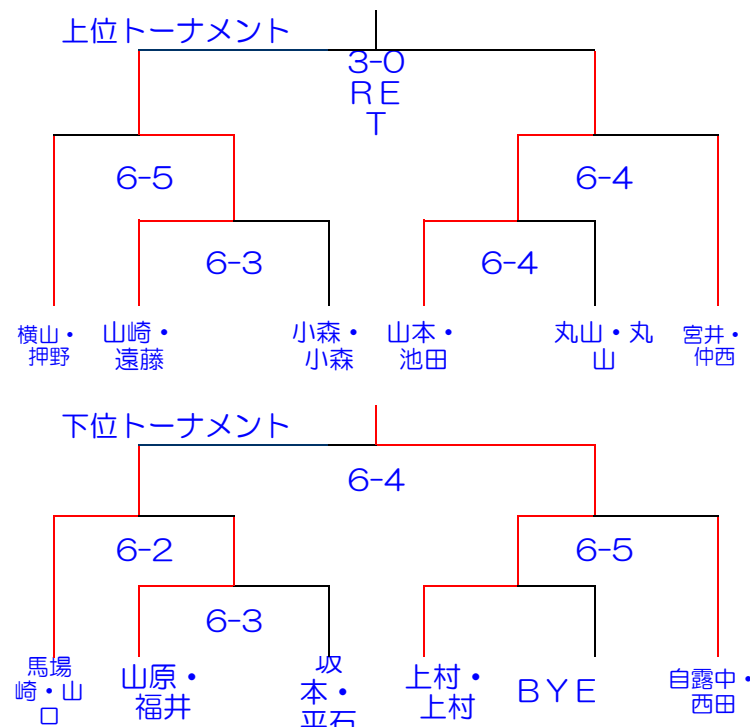 上位トーナメント
3-0
RE
T
6-5
6-4
6-3
6-4
横山・
押野
山崎・
遠藤
小森・
小森
山本・
池田
丸山・丸
山
宮井・
仲西
下位トーナメント
6-4
6-2
6-5
6-3
馬場
崎・山
口
山原・
福井
坂
本・
平石
上村・
上村
BYE
自露中・
西田